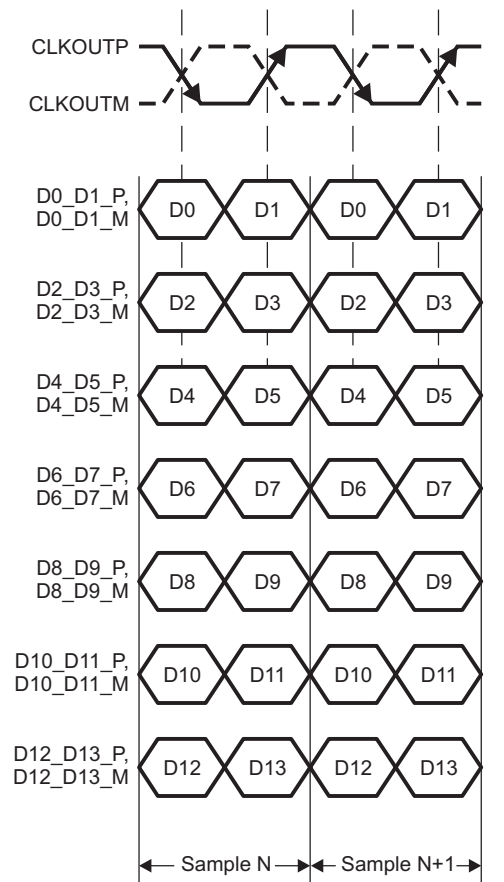 CLKOUTP
CLKOUTM
D0_D1_P,
D0_D1_M
D0 D1 D0 D1
D2_D3_P,
D2_D3_M
D2 D3 D2 D3
D4_D5_P,
D4_D5_M
D4 D5 D4 D5
D6_D7_P,
D6_D7_M
D6 D7 D6 D7
D8_D9_P,
D8_D9_M
D8 D9 D8 D9
D10_D11_P,
D10_D11_M
D10 D11 D10 D11
D12_D13_P,
D12_D13_M
D12 D13 D12 D13
Sample N Sample N+1